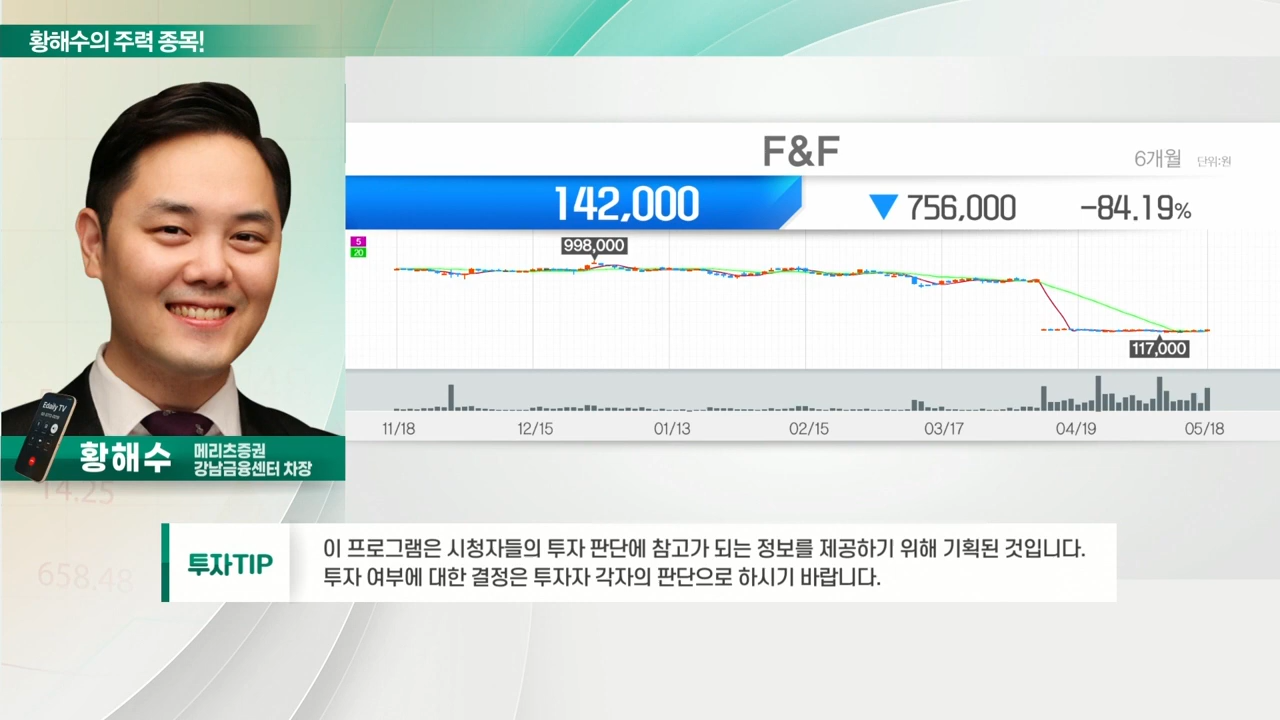 황해수의 주력 종목!
F&F
6개월 단위:원
142,000
▼ 756,000 -84.19%
5
20
998,000
117,000
11/18 12/15 01/13 02/15 03/17 04/19 05/18
Edaily TV
황해수
메리츠증권
강남금융센터 차장
14.25
658.48
투자TIP
이 프로그램은 시청자들의 투자 판단에 참고가 되는 정보를 제공하기 위해 기획된 것입니다.
투자 여부에 대한 결정은 투자자 각자의 판단으로 하시기 바랍니다.